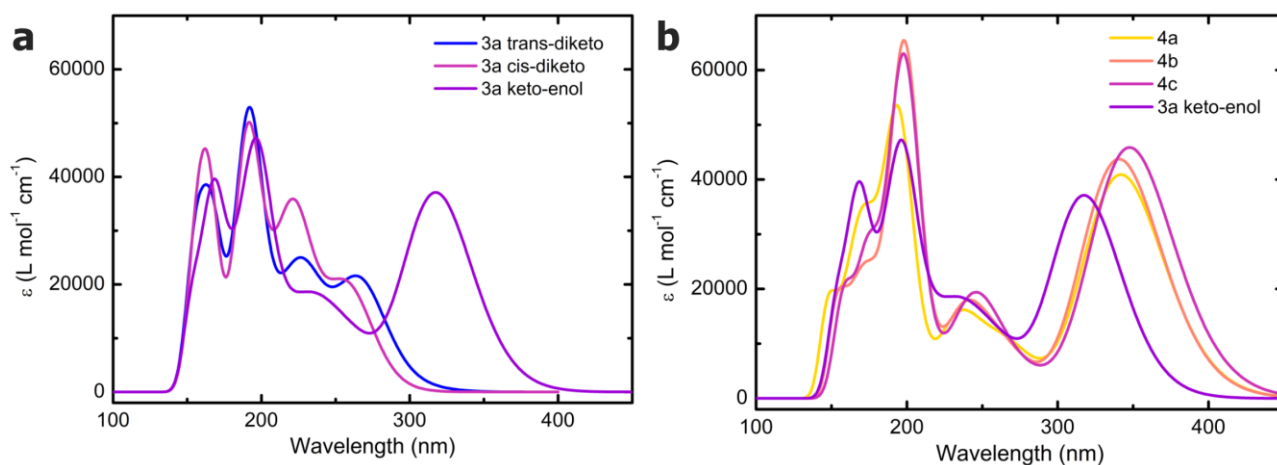 a
3a trans-diketo
3a cis-diketo
3a keto-enol
60000
40000
20000
0
ε (L mol⁻¹ cm⁻¹)
100
200
300
400
Wavelength (nm)
b
4a
4b
4c
3a keto-enol
60000
40000
20000
0
ε (L mol⁻¹ cm⁻¹)
100
200
300
400
Wavelength (nm)